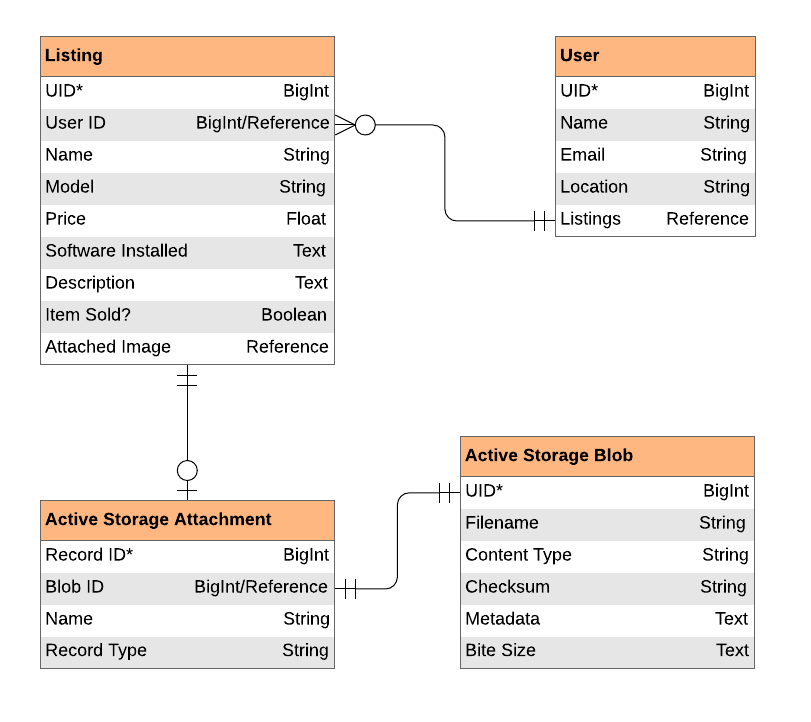 Listing
UID* BigInt
User ID BigInt/Reference
Name String
Model String
Price Float
Software Installed Text
Description Text
Item Sold? Boolean
Attached Image Reference
User
UID* BigInt
Name String
Email String
Location String
Listings Reference
Active Storage Attachment
Record ID* BigInt
Blob ID BigInt/Reference
Name String
Record Type String
Active Storage Blob
UID* BigInt
Filename String
Content Type String
Checksum String
Metadata Text
Bite Size Text